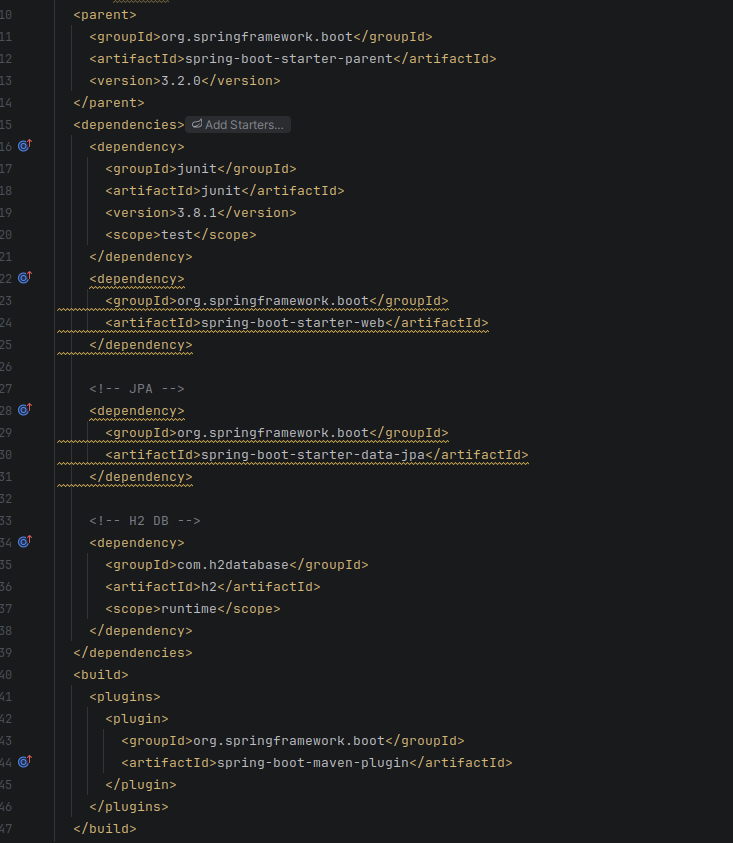 10 <parent>
11 <groupId>org.springframework.boot</groupId>
12 <artifactId>spring-boot-starter-parent</artifactId>
13 <version>3.2.0</version>
14 </parent>
15 <dependencies> Add Starters...
16 <dependency>
17 <groupId>junit</groupId>
18 <artifactId>junit</artifactId>
19 <version>3.8.1</version>
20 <scope>test</scope>
21 </dependency>
22 <dependency>
23 <groupId>org.springframework.boot</groupId>
24 <artifactId>spring-boot-starter-web</artifactId>
25 </dependency>
26
27 <!-- JPA -->
28 <dependency>
29 <groupId>org.springframework.boot</groupId>
30 <artifactId>spring-boot-starter-data-jpa</artifactId>
31 </dependency>
32
33 <!-- H2 DB -->
34 <dependency>
35 <groupId>com.h2database</groupId>
36 <artifactId>h2</artifactId>
37 <scope>runtime</scope>
38 </dependency>
39 </dependencies>
40 <build>
41 <plugins>
42 <plugin>
43 <groupId>org.springframework.boot</groupId>
44 <artifactId>spring-boot-maven-plugin</artifactId>
45 </plugin>
46 </plugins>
47 </build>